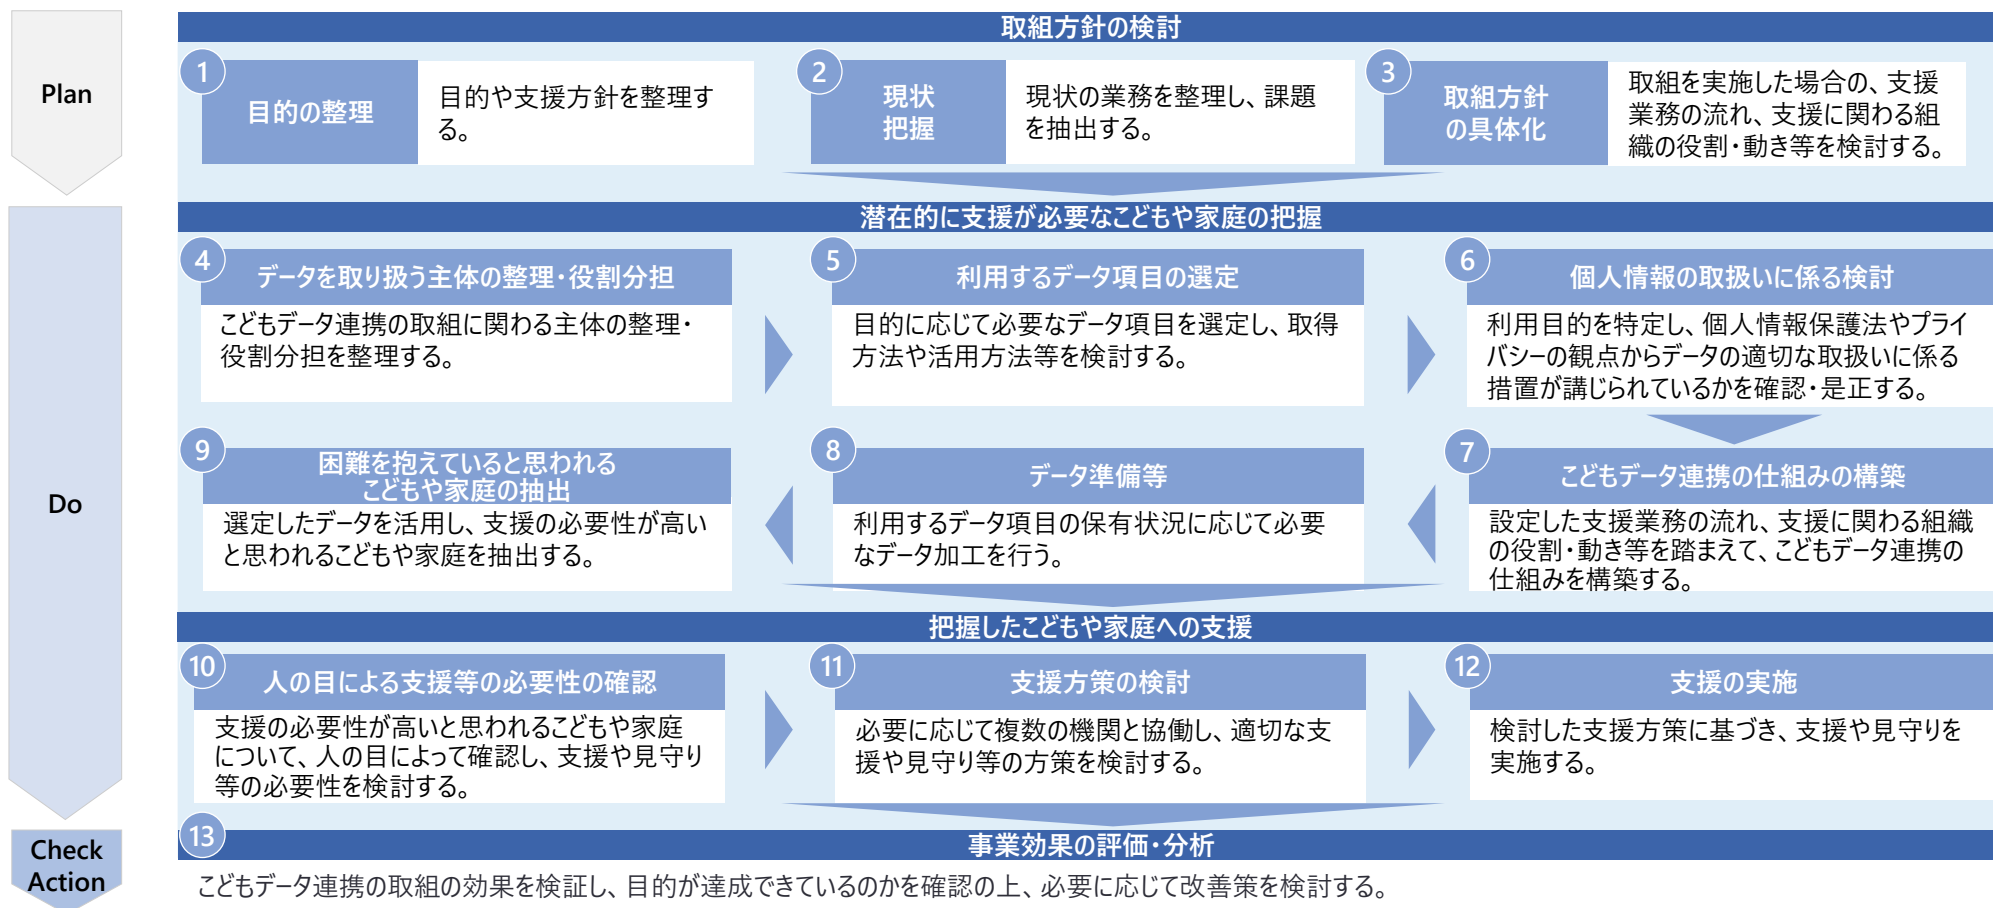 Plan
取組方針の検討
1
目的の整理
目的や支援方針を整理す
る。
2
現状
把握
現状の業務を整理し、課題
を抽出する。
3
取組方針
の具体化
取組を実施した場合の、支援
業務の流れ、支援に関わる組
織の役割・動き等を検討する。
Do
潜在的に支援が必要なこどもや家庭の把握
4
データを取り扱う主体の整理・役割分担
こどもデータ連携の取組に関わる主体の整理・
役割分担を整理する。
5
利用するデータ項目の選定
目的に応じて必要なデータ項目を選定し、取得
方法や活用方法等を検討する。
6
個人情報の取扱いに係る検討
利用目的を特定し、個人情報保護法やプライ
バシーの観点からデータの適切な取扱いに係る
措置が講じられているかを確認・是正する。
9
困難を抱えていると思われる
こどもや家庭の抽出
選定したデータを活用し、支援の必要性が高い
と思われるこどもや家庭を抽出する。
8
データ準備等
利用するデータ項目の保有状況に応じて必要
なデータ加工を行う。
7
こどもデータ連携の仕組みの構築
設定した支援業務の流れ、支援に関わる組織
の役割・動き等を踏まえて、こどもデータ連携の
仕組みを構築する。
把握したこどもや家庭への支援
10
人の目による支援等の必要性の確認
支援の必要性が高いと思われるこどもや家庭
について、人の目によって確認し、支援や見守り
等の必要性を検討する。
11
支援方策の検討
必要に応じて複数の機関と協働し、適切な支
援や見守り等の方策を検討する。
12
支援の実施
検討した支援方策に基づき、支援や見守りを
実施する。
Check
Action
13
事業効果の評価・分析
こどもデータ連携の取組の効果を検証し、目的が達成できているのかを確認の上、必要に応じて改善策を検討する。